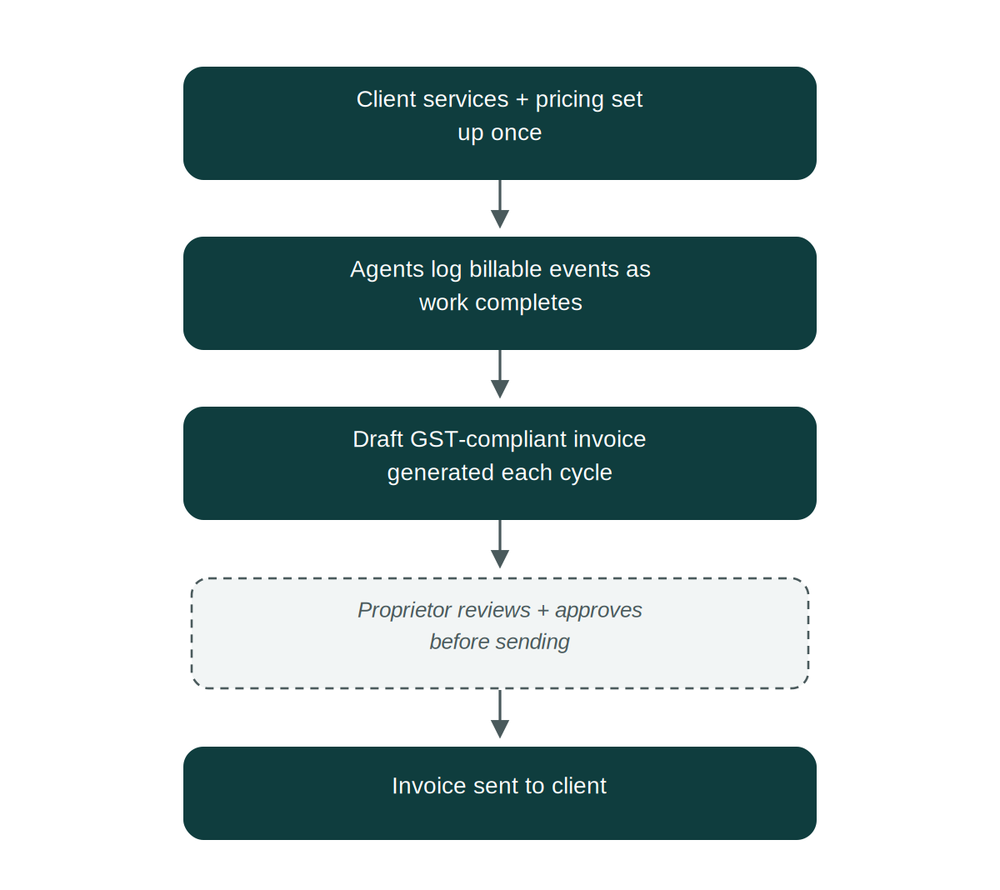 Client services + pricing set
up once
Agents log billable events as
work completes
Draft GST-compliant invoice
generated each cycle
Proprietor reviews + approves
before sending
Invoice sent to client